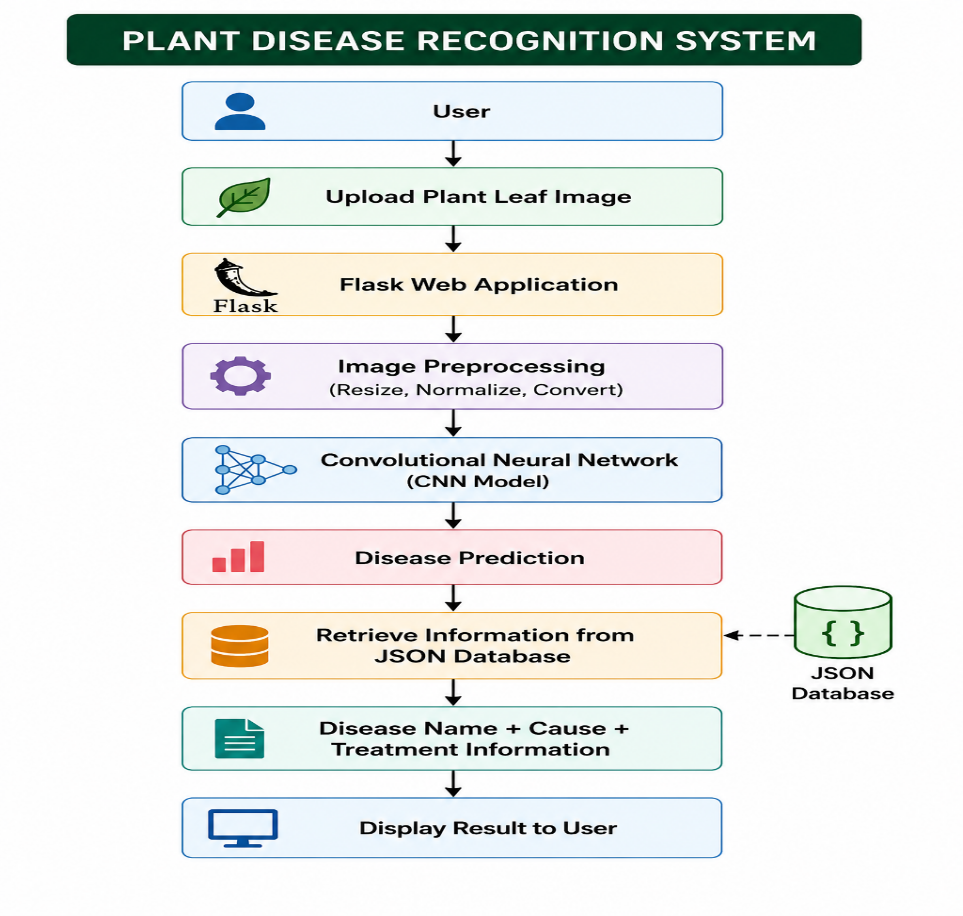 PLANT DISEASE RECOGNITION SYSTEM
User
Upload Plant Leaf Image
Flask
Flask Web Application
Image Preprocessing
(Resize, Normalize, Convert)
Convolutional Neural Network
(CNN Model)
Disease Prediction
Retrieve Information from
JSON Database
{ }
JSON
Database
Disease Name + Cause +
Treatment Information
Display Result to User